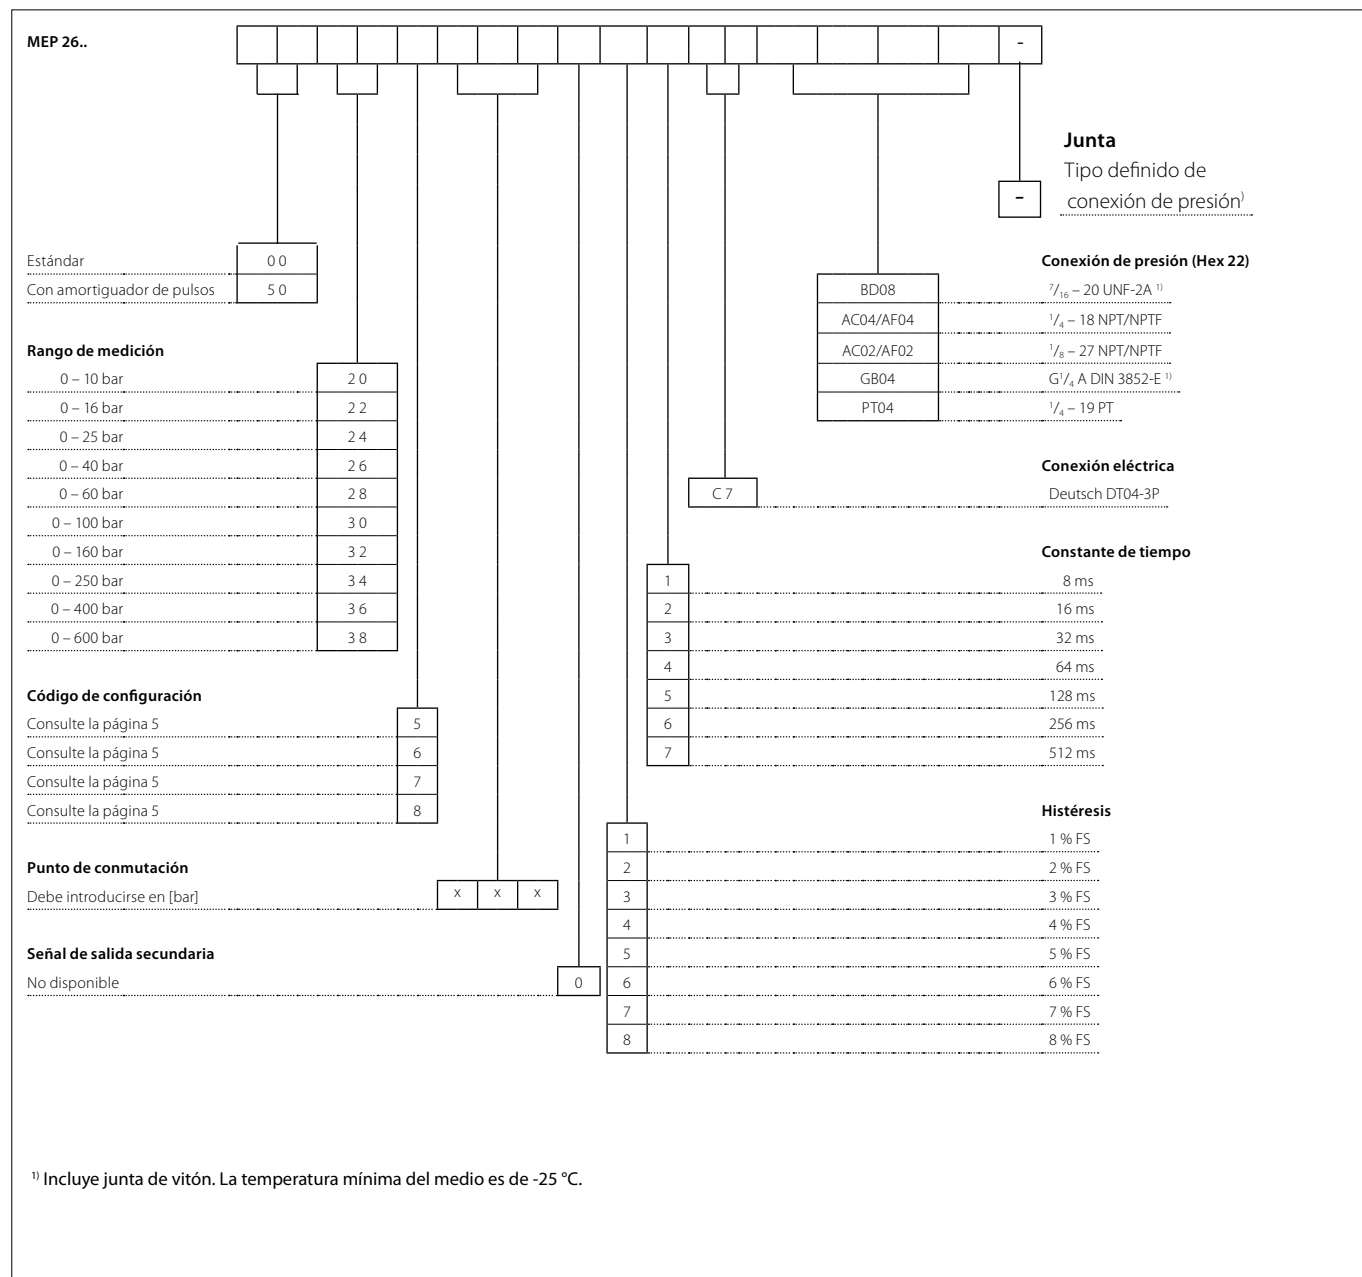 MEP 26..
-
Junta
Tipo definido de
conexión de presión)
-
Estándar 0 0
Con amortiguador de pulsos 5 0
Rango de medición
0 – 10 bar 2 0
0 – 16 bar 2 2
0 – 25 bar 2 4
0 – 40 bar 2 6
0 – 60 bar 2 8
0 – 100 bar 3 0
0 – 160 bar 3 2
0 – 250 bar 3 4
0 – 400 bar 3 6
0 – 600 bar 3 8
Código de configuración
Consulte la página 5 5
Consulte la página 5 6
Consulte la página 5 7
Consulte la página 5 8
Punto de conmutación
Debe introducirse en [bar] x x x
Señal de salida secundaria
No disponible 0
Conexión de presión (Hex 22)
BD08 7/16 – 20 UNF-2A 1)
AC04/AF04 1/4 – 18 NPT/NPTF
AC02/AF02 1/8 – 27 NPT/NPTF
GB04 G1/4 A DIN 3852-E 1)
PT04 1/4 – 19 PT
Conexión eléctrica
C 7 Deutsch DT04-3P
Constante de tiempo
1 8 ms
2 16 ms
3 32 ms
4 64 ms
5 128 ms
6 256 ms
7 512 ms
Histéresis
1 1 % FS
2 2 % FS
3 3 % FS
4 4 % FS
5 5 % FS
6 6 % FS
7 7 % FS
8 8 % FS
1) Incluye junta de vitón. La temperatura mínima del medio es de -25 °C.